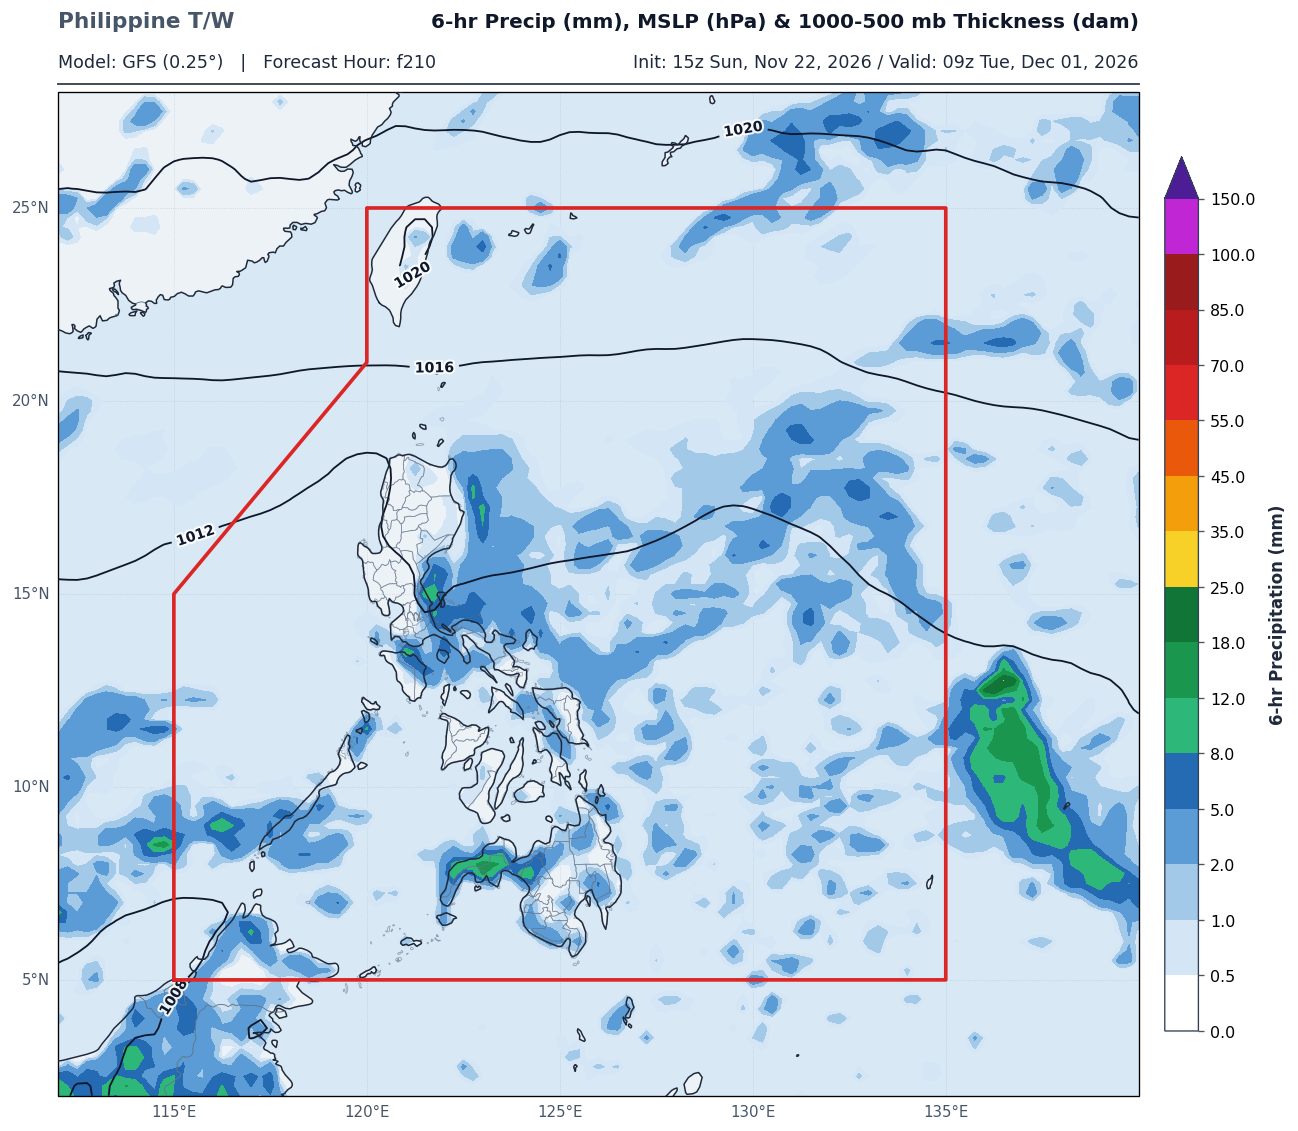 Philippine T/W
6-hr Precip (mm), MSLP (hPa) & 1000-500 mb Thickness (dam)
Model: GFS (0.25°)   |   Forecast Hour: f210
Init: 15z Sun, Nov 22, 2026 / Valid: 09z Tue, Dec 01, 2026
1020
1020
1016
1012
1008
25°N
20°N
15°N
10°N
5°N
115°E
120°E
125°E
130°E
135°E
150.0
100.0
85.0
70.0
55.0
45.0
35.0
25.0
18.0
12.0
8.0
5.0
2.0
1.0
0.5
0.0
6-hr Precipitation (mm)